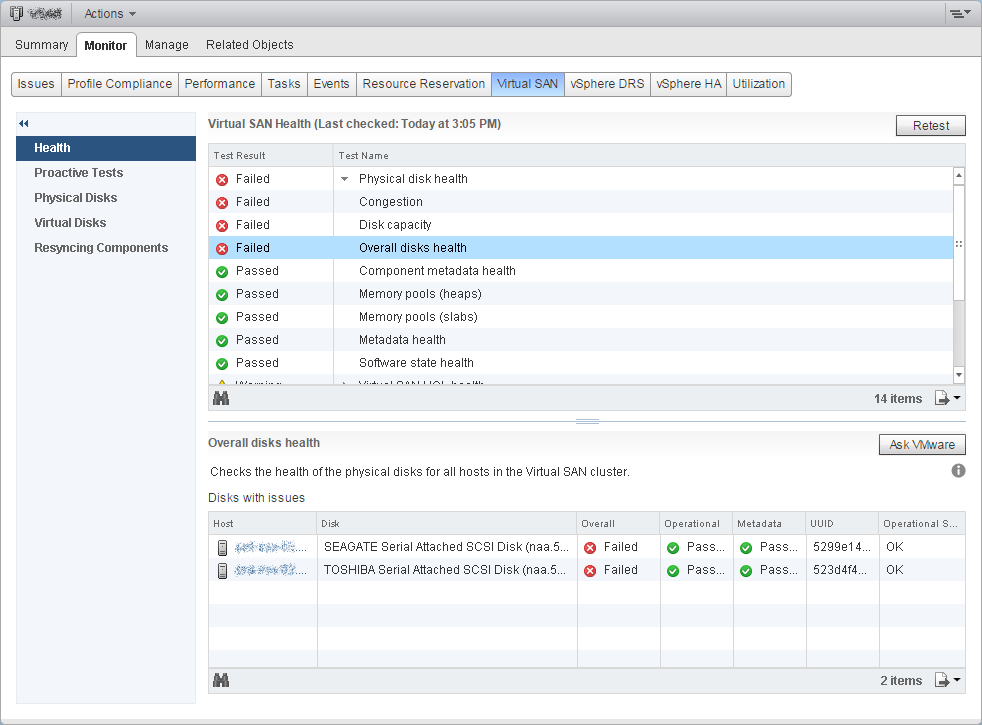 Actions
Summary Monitor Manage Related Objects
Issues Profile Compliance Performance Tasks Events Resource Reservation Virtual SAN vSphere DRS vSphere HA Utilization
Health
Proactive Tests
Physical Disks
Virtual Disks
Resyncing Components
Virtual SAN Health (Last checked: Today at 3:05 PM) Retest
Test Result Test Name
Failed Physical disk health
Failed Congestion
Failed Disk capacity
Failed Overall disks health
Passed Component metadata health
Passed Memory pools (heaps)
Passed Memory pools (slabs)
Passed Metadata health
Passed Software state health
Warning Virtual SAN HCL health
14 items
Overall disks health Ask VMware
Checks the health of the physical disks for all hosts in the Virtual SAN cluster.
Disks with issues
Host Disk Overall Operational Metadata UUID Operational S...
SEAGATE Serial Attached SCSI Disk (naa.5... Failed Pass... Pass... 5299e14... OK
TOSHIBA Serial Attached SCSI Disk (naa.5... Failed Pass... Pass... 523d4f4... OK
2 items